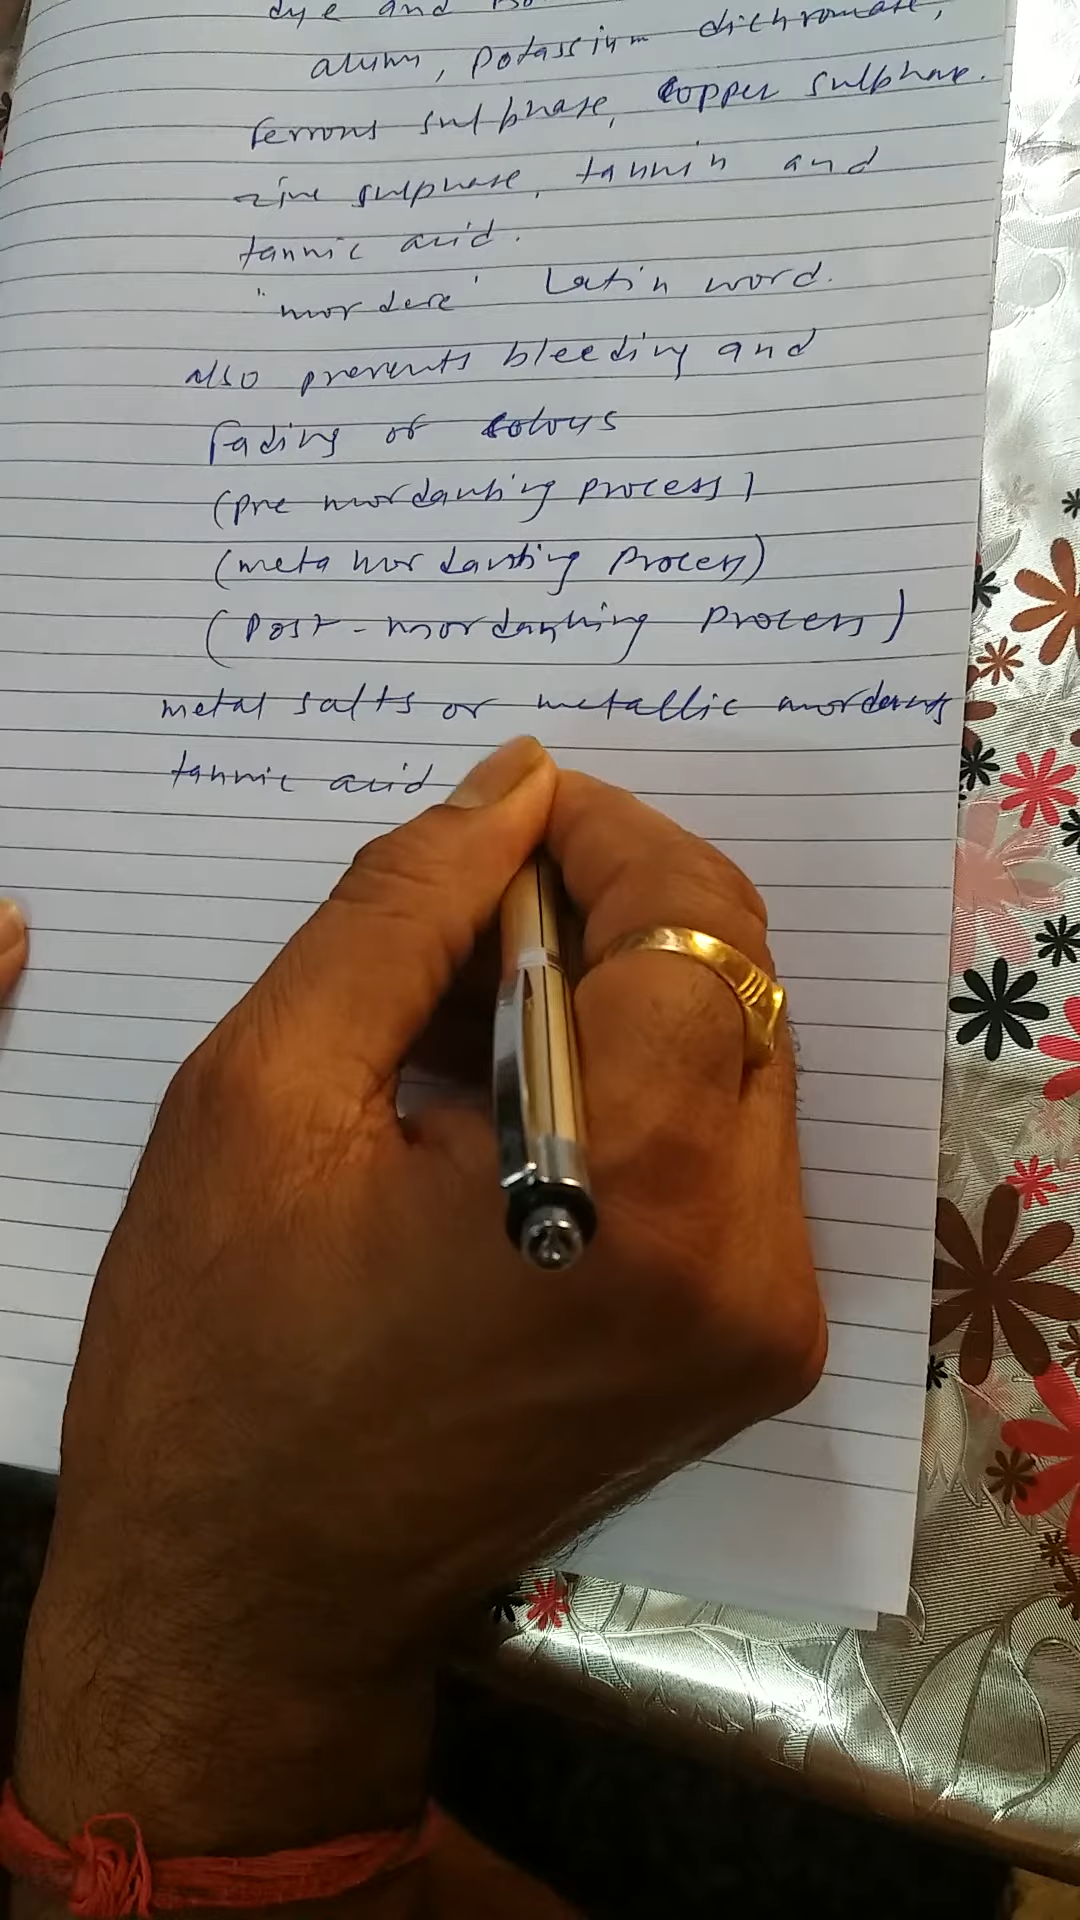 dye and
alum, Potassium dichromate,
ferrous sulphate, copper sulphate.
zinc sulphate, tannin and
tannic acid.
"mordere" Latin word.
also prevents bleeding and
fading of colours
(pre mordanting process)
(meta mordanting process)
(Post-mordanting Process)
metal salts or metallic mordants
tannic acid